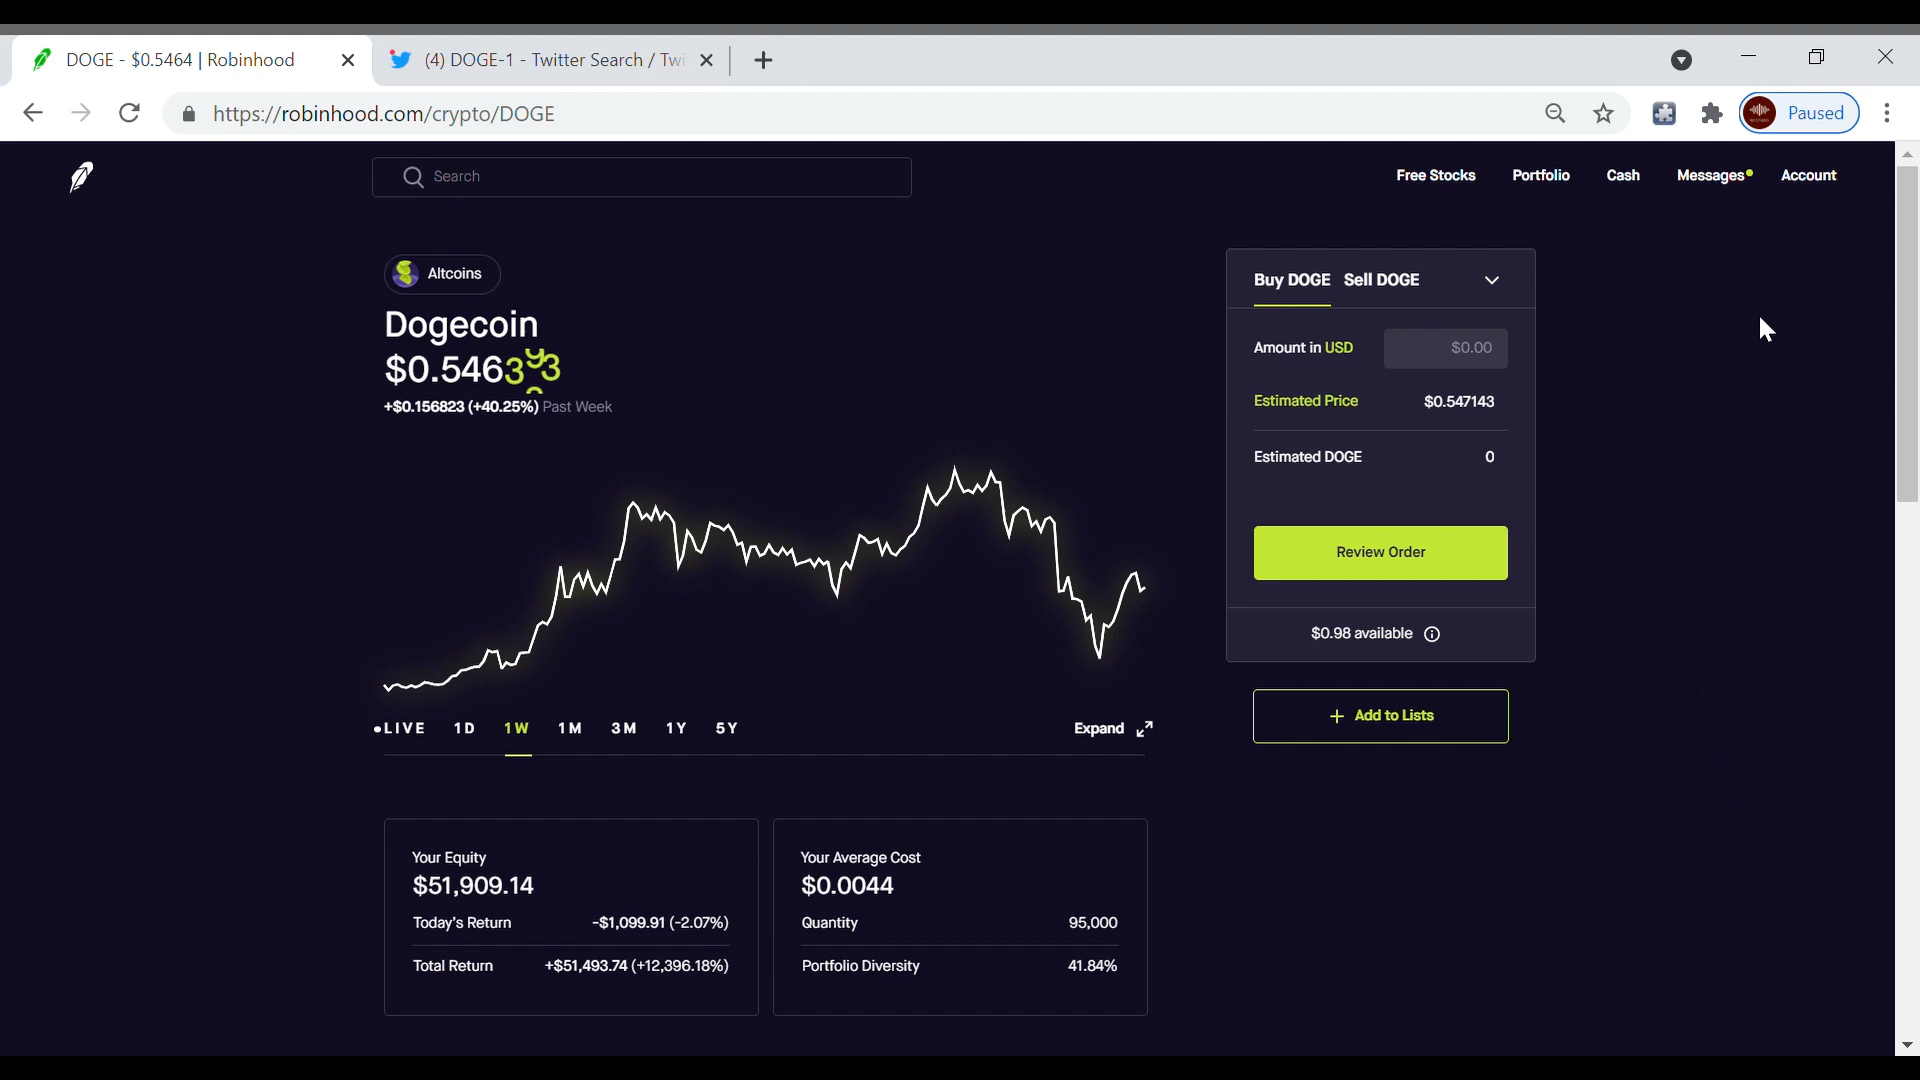 DOGE - $0.5464 | Robinhood
(4) DOGE-1 - Twitter Search / Twi
https://robinhood.com/crypto/DOGE
Paused
Search
Free Stocks Portfolio Cash Messages Account
Altcoins
Dogecoin
$0.546
+$0.156823 (+40.25%) Past Week
Buy DOGE Sell DOGE
Amount in USD $0.00
Estimated Price $0.547143
Estimated DOGE 0
Review Order
$0.98 available
Add to Lists
LIVE 1D 1W 1M 3M 1Y 5Y Expand
Your Equity
$51,909.14
Today's Return -$1,099.91 (-2.07%)
Total Return +$51,493.74 (+12,396.18%)
Your Average Cost
$0.0044
Quantity 95,000
Portfolio Diversity 41.84%